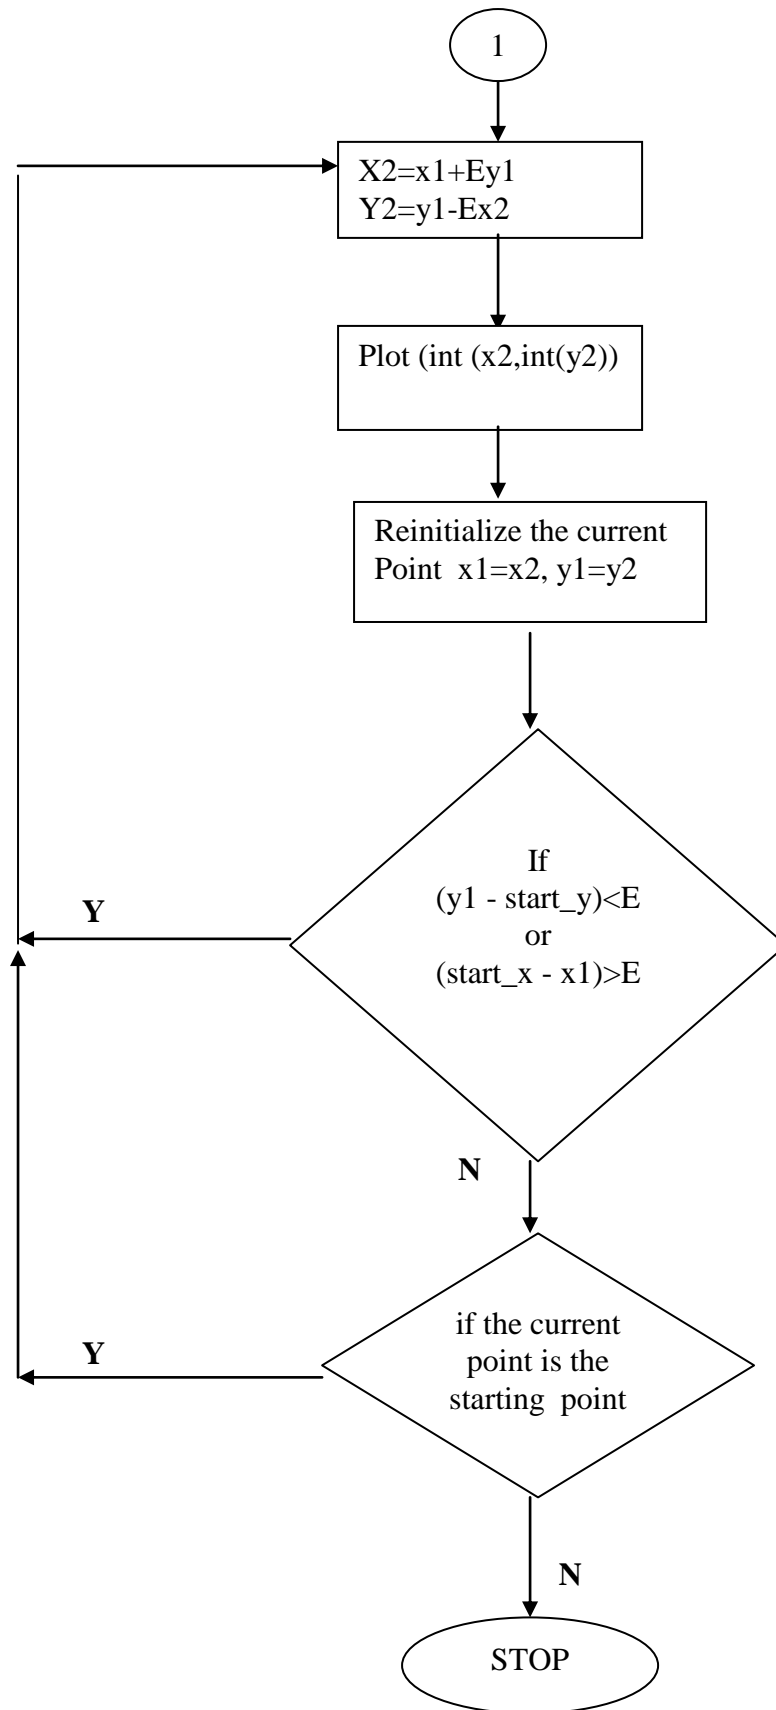 1
X2=x1+Ey1
Y2=y1-Ex2
Plot (int (x2,int(y2))
Reinitialize the current
Point x1=x2, y1=y2
If
(y1 - start_y)<E
or
(start_x - x1)>E
Y
N
if the current
point is the
starting point
Y
N
STOP